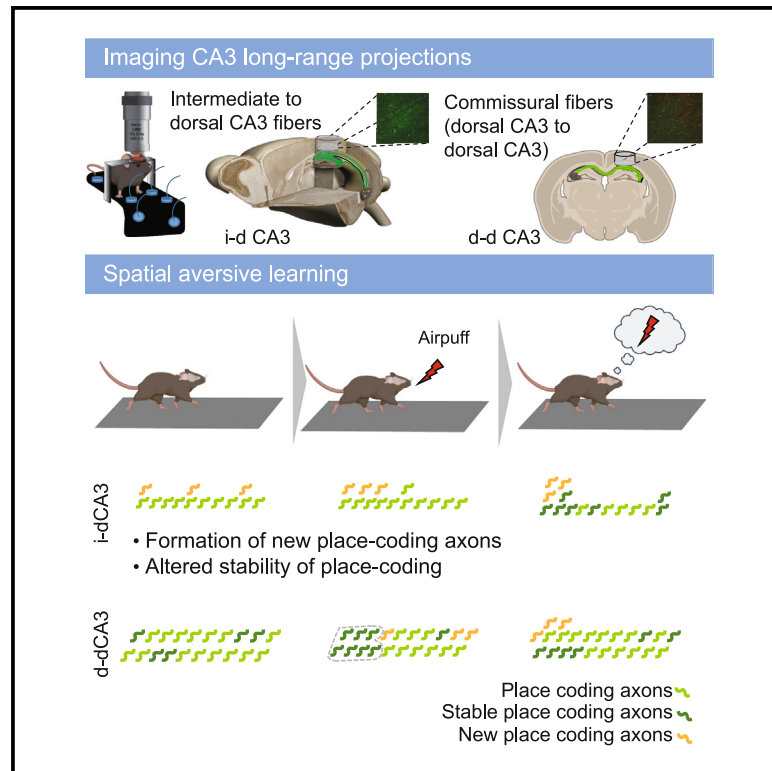 Imaging CA3 long-range projections
Intermediate to
dorsal CA3 fibers
Commissural fibers
(dorsal CA3 to
dorsal CA3)
i-d CA3
d-d CA3
Spatial aversive learning
Airpuff
i-dCA3
• Formation of new place-coding axons
• Altered stability of place-coding
d-dCA3
Place coding axons
Stable place coding axons
New place coding axons